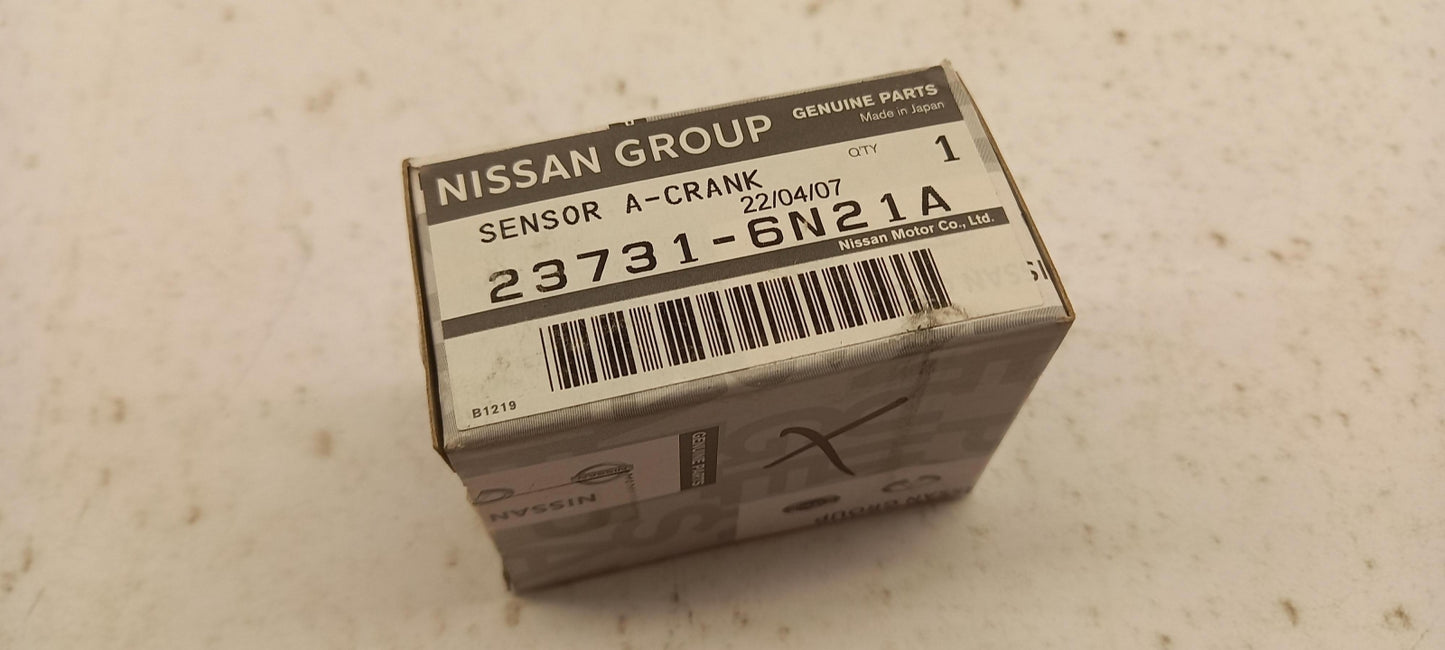 NISSAN GROUP GENUINE PARTS
Made in Japan
QTY 1
SENSOR A-CRANK
22/04/07
23731-6N21A
Nissan Motor Co., Ltd.
B1219
GENUINE PARTS
NISSAN
NISSAN
X